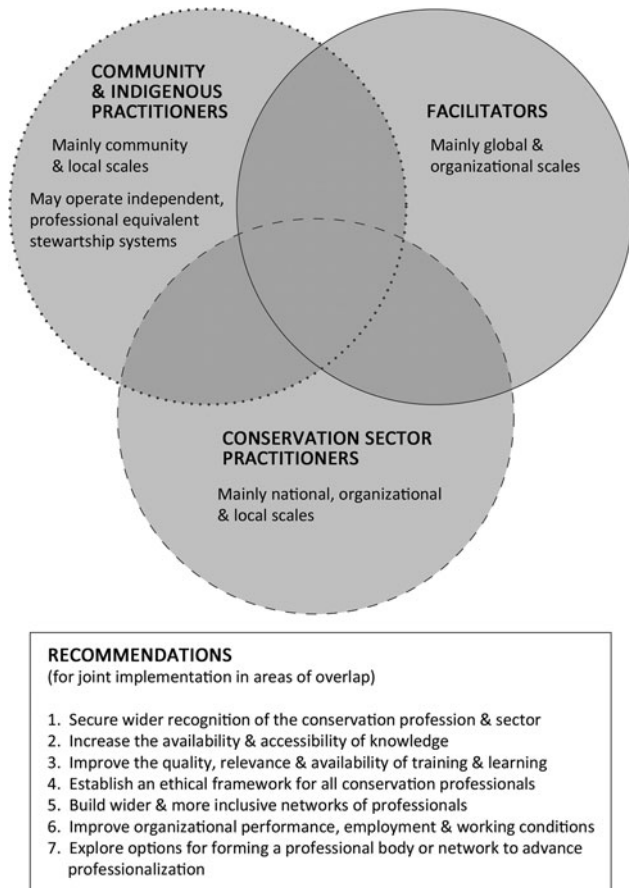 COMMUNITY
& INDIGENOUS
PRACTITIONERS
Mainly community
& local scales
May operate independent,
professional equivalent
stewartship systems
FACILITATORS
Mainly global &
organizational scales
CONSERVATION SECTOR
PRACTITIONERS
Mainly national, organizational
& local scales
RECOMMENDATIONS
(for joint implementation in areas of overlap)
1. Secure wider recognition of the conservation profession & sector
2. Increase the availability & accessibility of knowledge
3. Improve the quality, relevance & availability of training & learning
4. Establish an ethical framework for all conservation professionals
5. Build wider & more inclusive networks of professionals
6. Improve organizational performance, employment & working conditions
7. Explore options for forming a professional body or network to advance
professionalization